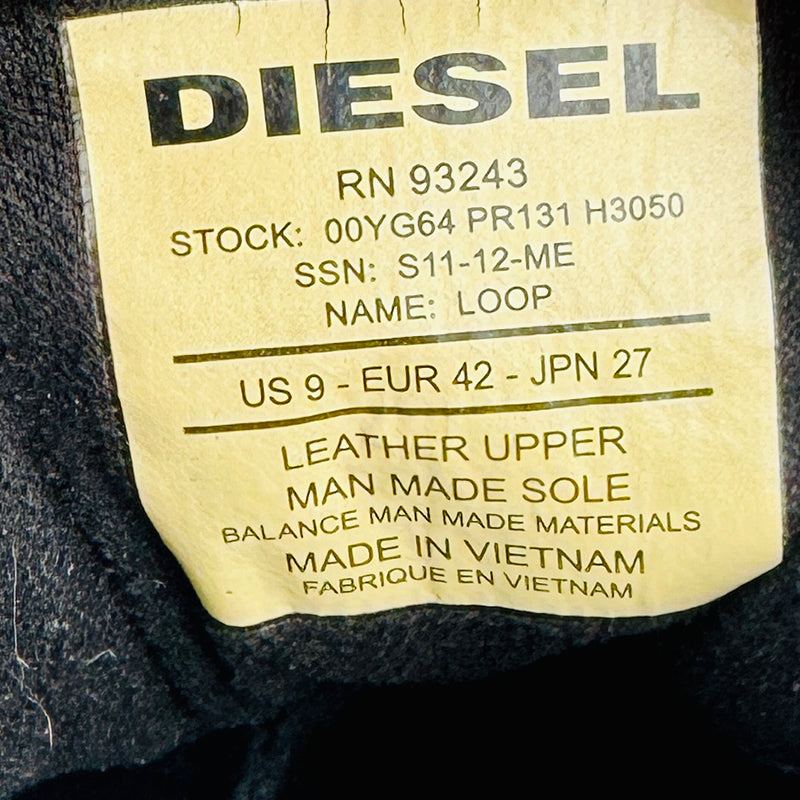 DIESEL
RN 93243
STOCK: 00YG64 PR131 H3050
SSN: S11-12-ME
NAME: LOOP
US 9 - EUR 42 - JPN 27
LEATHER UPPER
MAN MADE SOLE
BALANCE MAN MADE MATERIALS
MADE IN VIETNAM
FABRIQUE EN VIETNAM